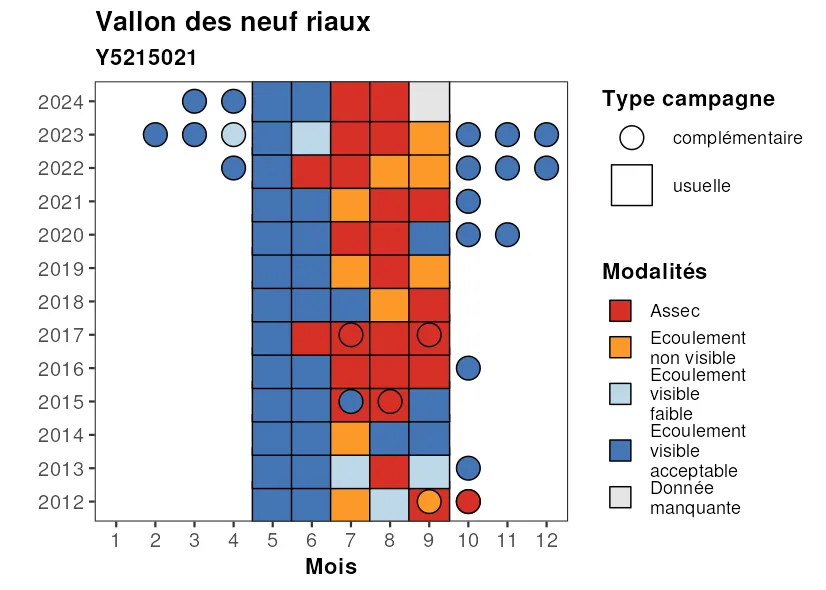 Vallon des neuf riaux
Y5215021
2024
2023
2022
2021
2020
2019
2018
2017
2016
2015
2014
2013
2012
1 2 3 4 5 6 7 8 9 10 11 12
Mois
Type campagne
complémentaire
usuelle
Modalités
Assec
Ecoulement
non visible
Ecoulement
visible
faible
Ecoulement
visible
acceptable
Donnée
manquante